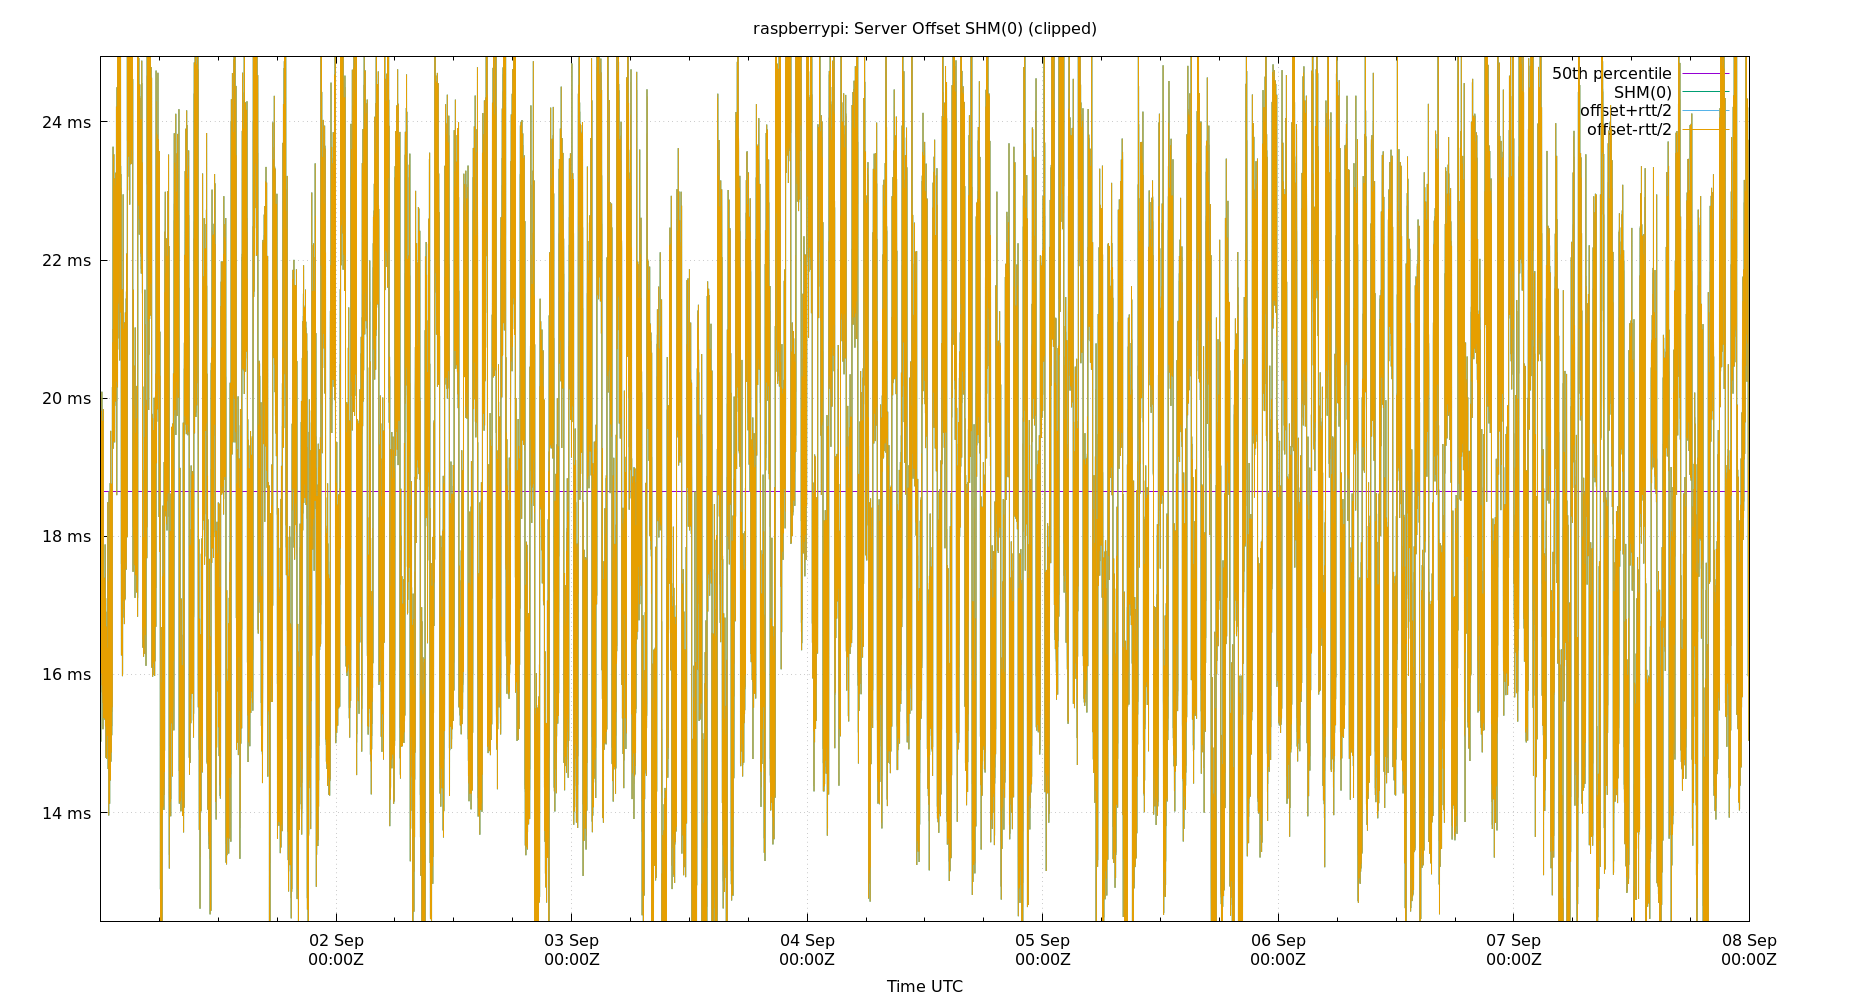 raspberrypi: Server Offset SHM(0) (clipped)
50th percentile
SHM(0)
offset+rtt/2
offset-rtt/2
24 ms
22 ms
20 ms
18 ms
16 ms
14 ms
02 Sep
00:00Z
03 Sep
00:00Z
04 Sep
00:00Z
05 Sep
00:00Z
06 Sep
00:00Z
07 Sep
00:00Z
08 Sep
00:00Z
Time UTC